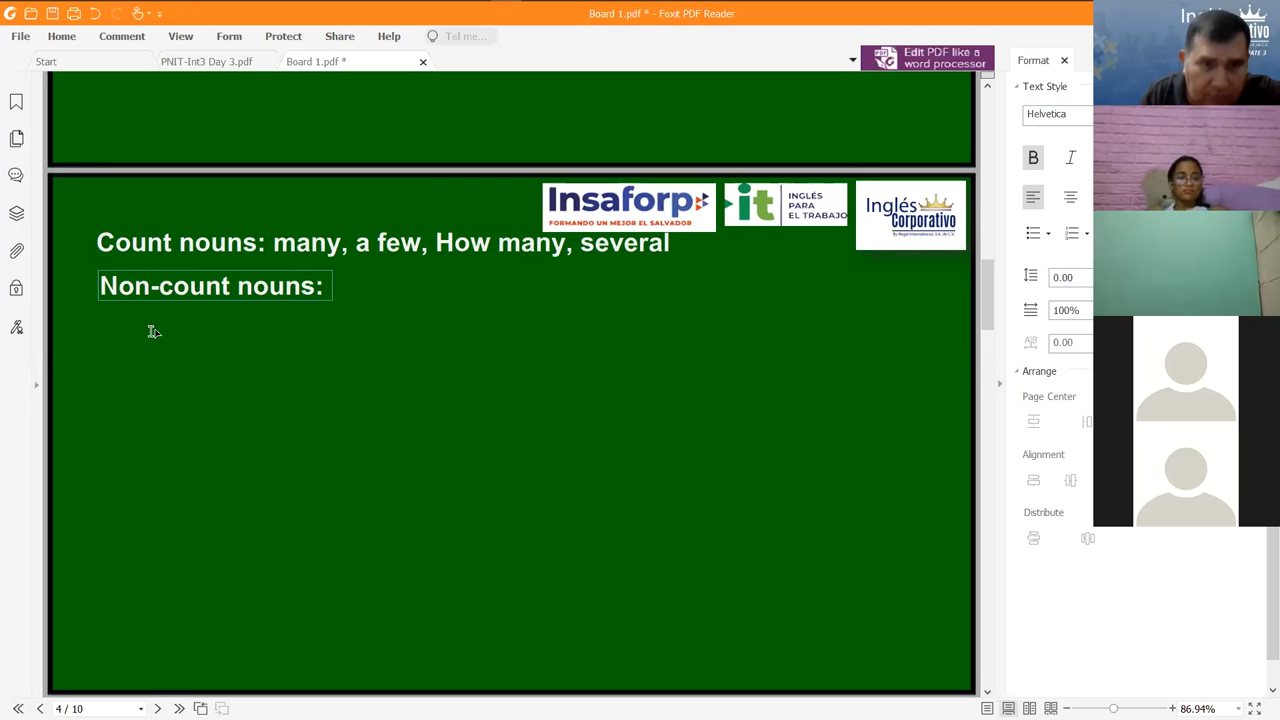 Board 1.pdf * - Foxit PDF Reader
File Home Comment View Form Protect Share Help Tell me...
Start PNIT-Int3 Day 3.pdf Board 1.pdf *
Edit PDF like a
word processor
Format
Text Style
Helvetica
B I
0.00
100%
0.00
Arrange
Page Center
Alignment
Distribute
Insaforp
FORMANDO UN MEJOR EL SALVADOR
it INGLÉS
PARA
EL TRABAJO
Inglés
Corporativo
By Regal International, S.A. de C.V.
Count nouns: many, a few, How many, several
Non-count nouns:
4 / 10
86.94%